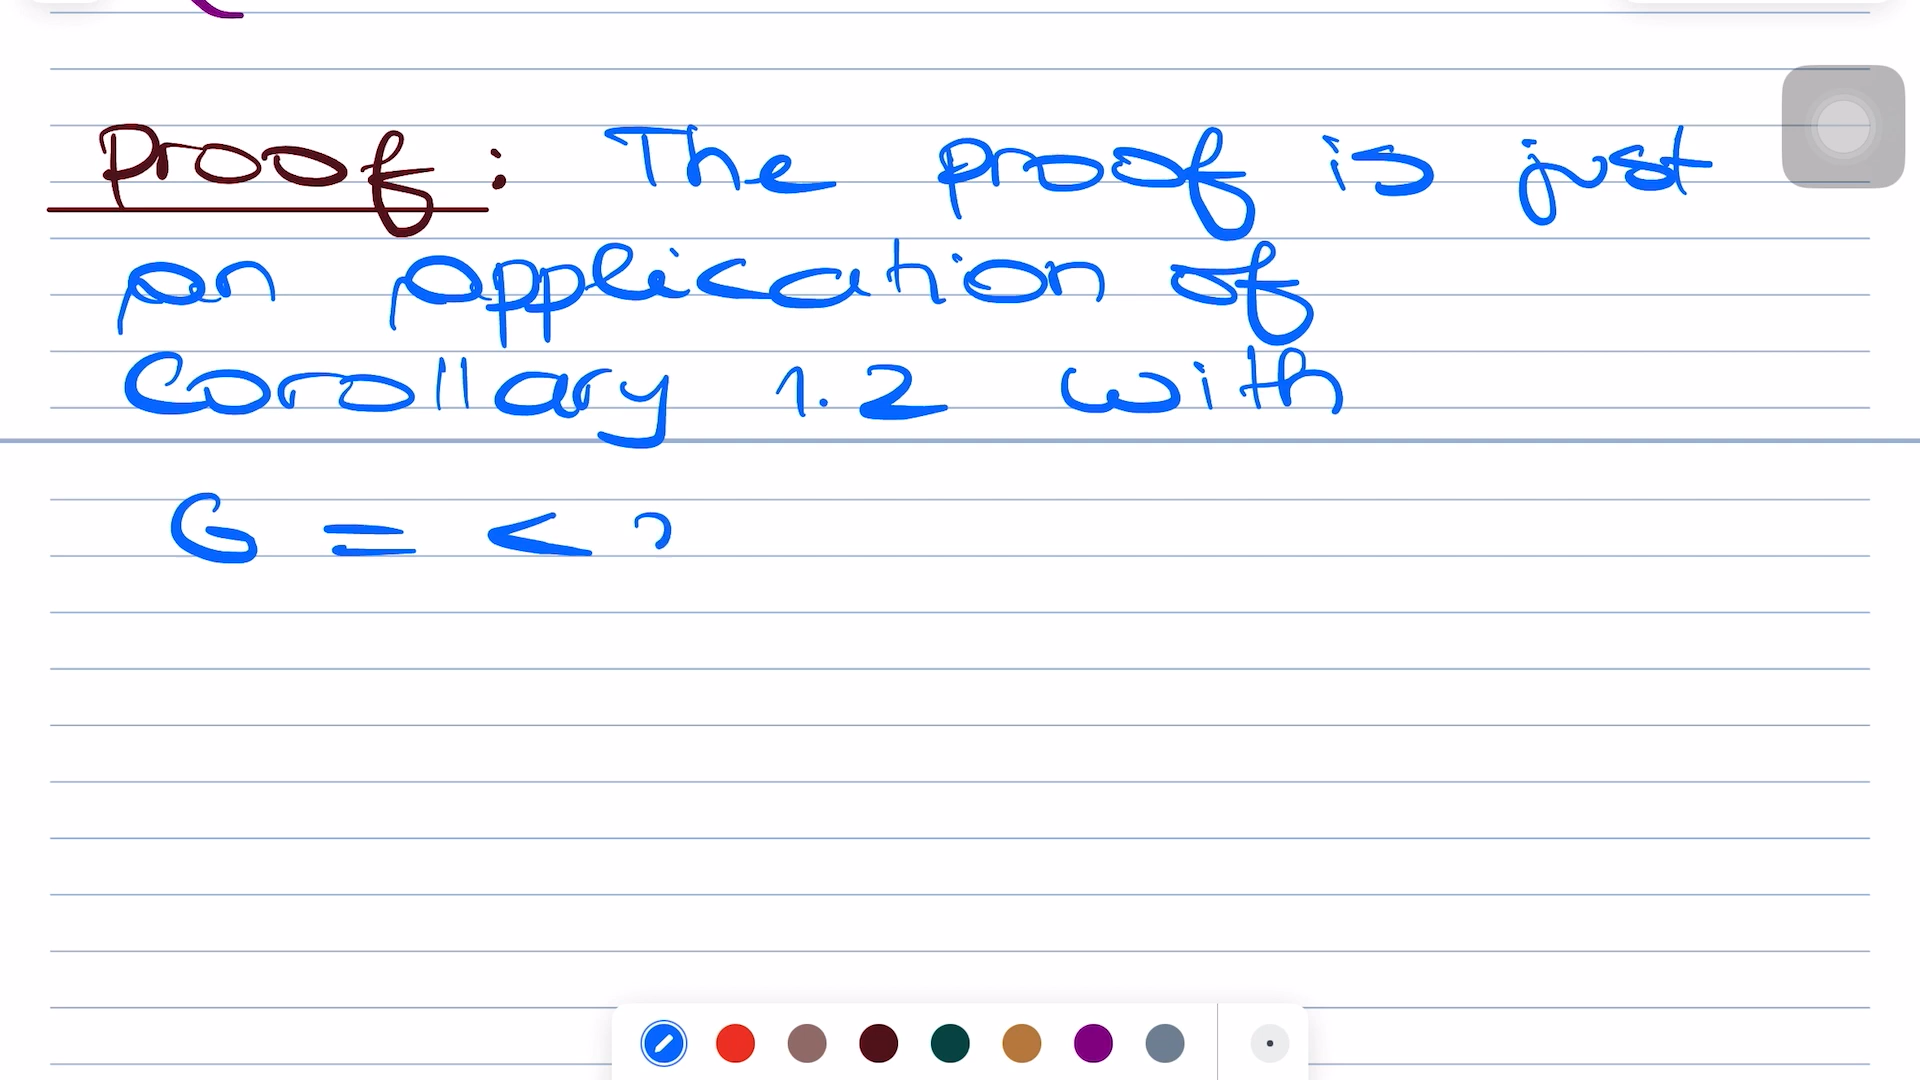 Proof: The proof is just
an application of
Corollary 1.2 with
G = <